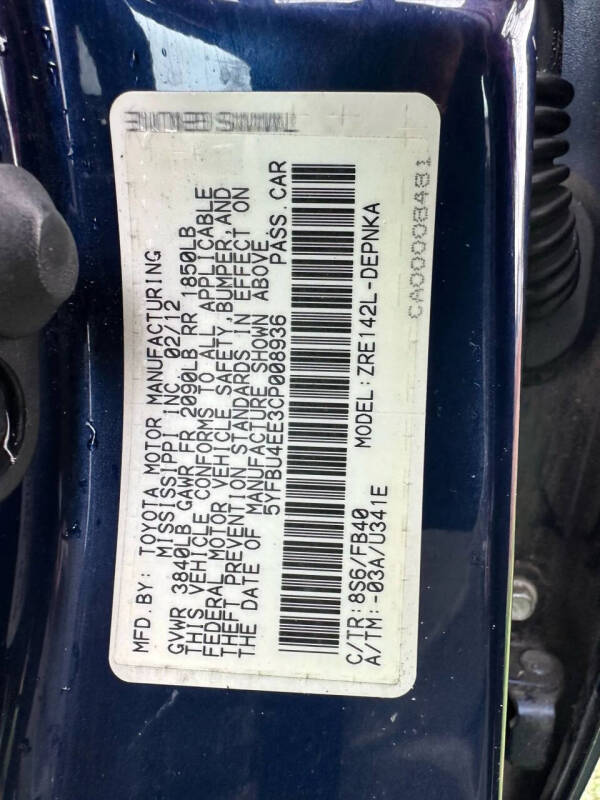 MFD.BY: TOYOTA MOTOR MANUFACTURING
MISSISSIPPI INC. 02/12
GVWR 3840LB GAWR FR 2090LB RR 1850LB
THIS VEHICLE CONFORMS TO ALL APPLICABLE
FEDERAL MOTOR VEHICLE SAFETY,BUMPER,AND
THEFT PREVENTION STANDARDS IN EFFECT ON
THE DATE OF MANUFACTURE SHOWN ABOVE
5YFBU4EE3CP008936 PASS.CAR
C/TR:8S6/FB40 MODEL:ZRE142L-DEPNKA
A/TM:-03A/U341E
CA00008481